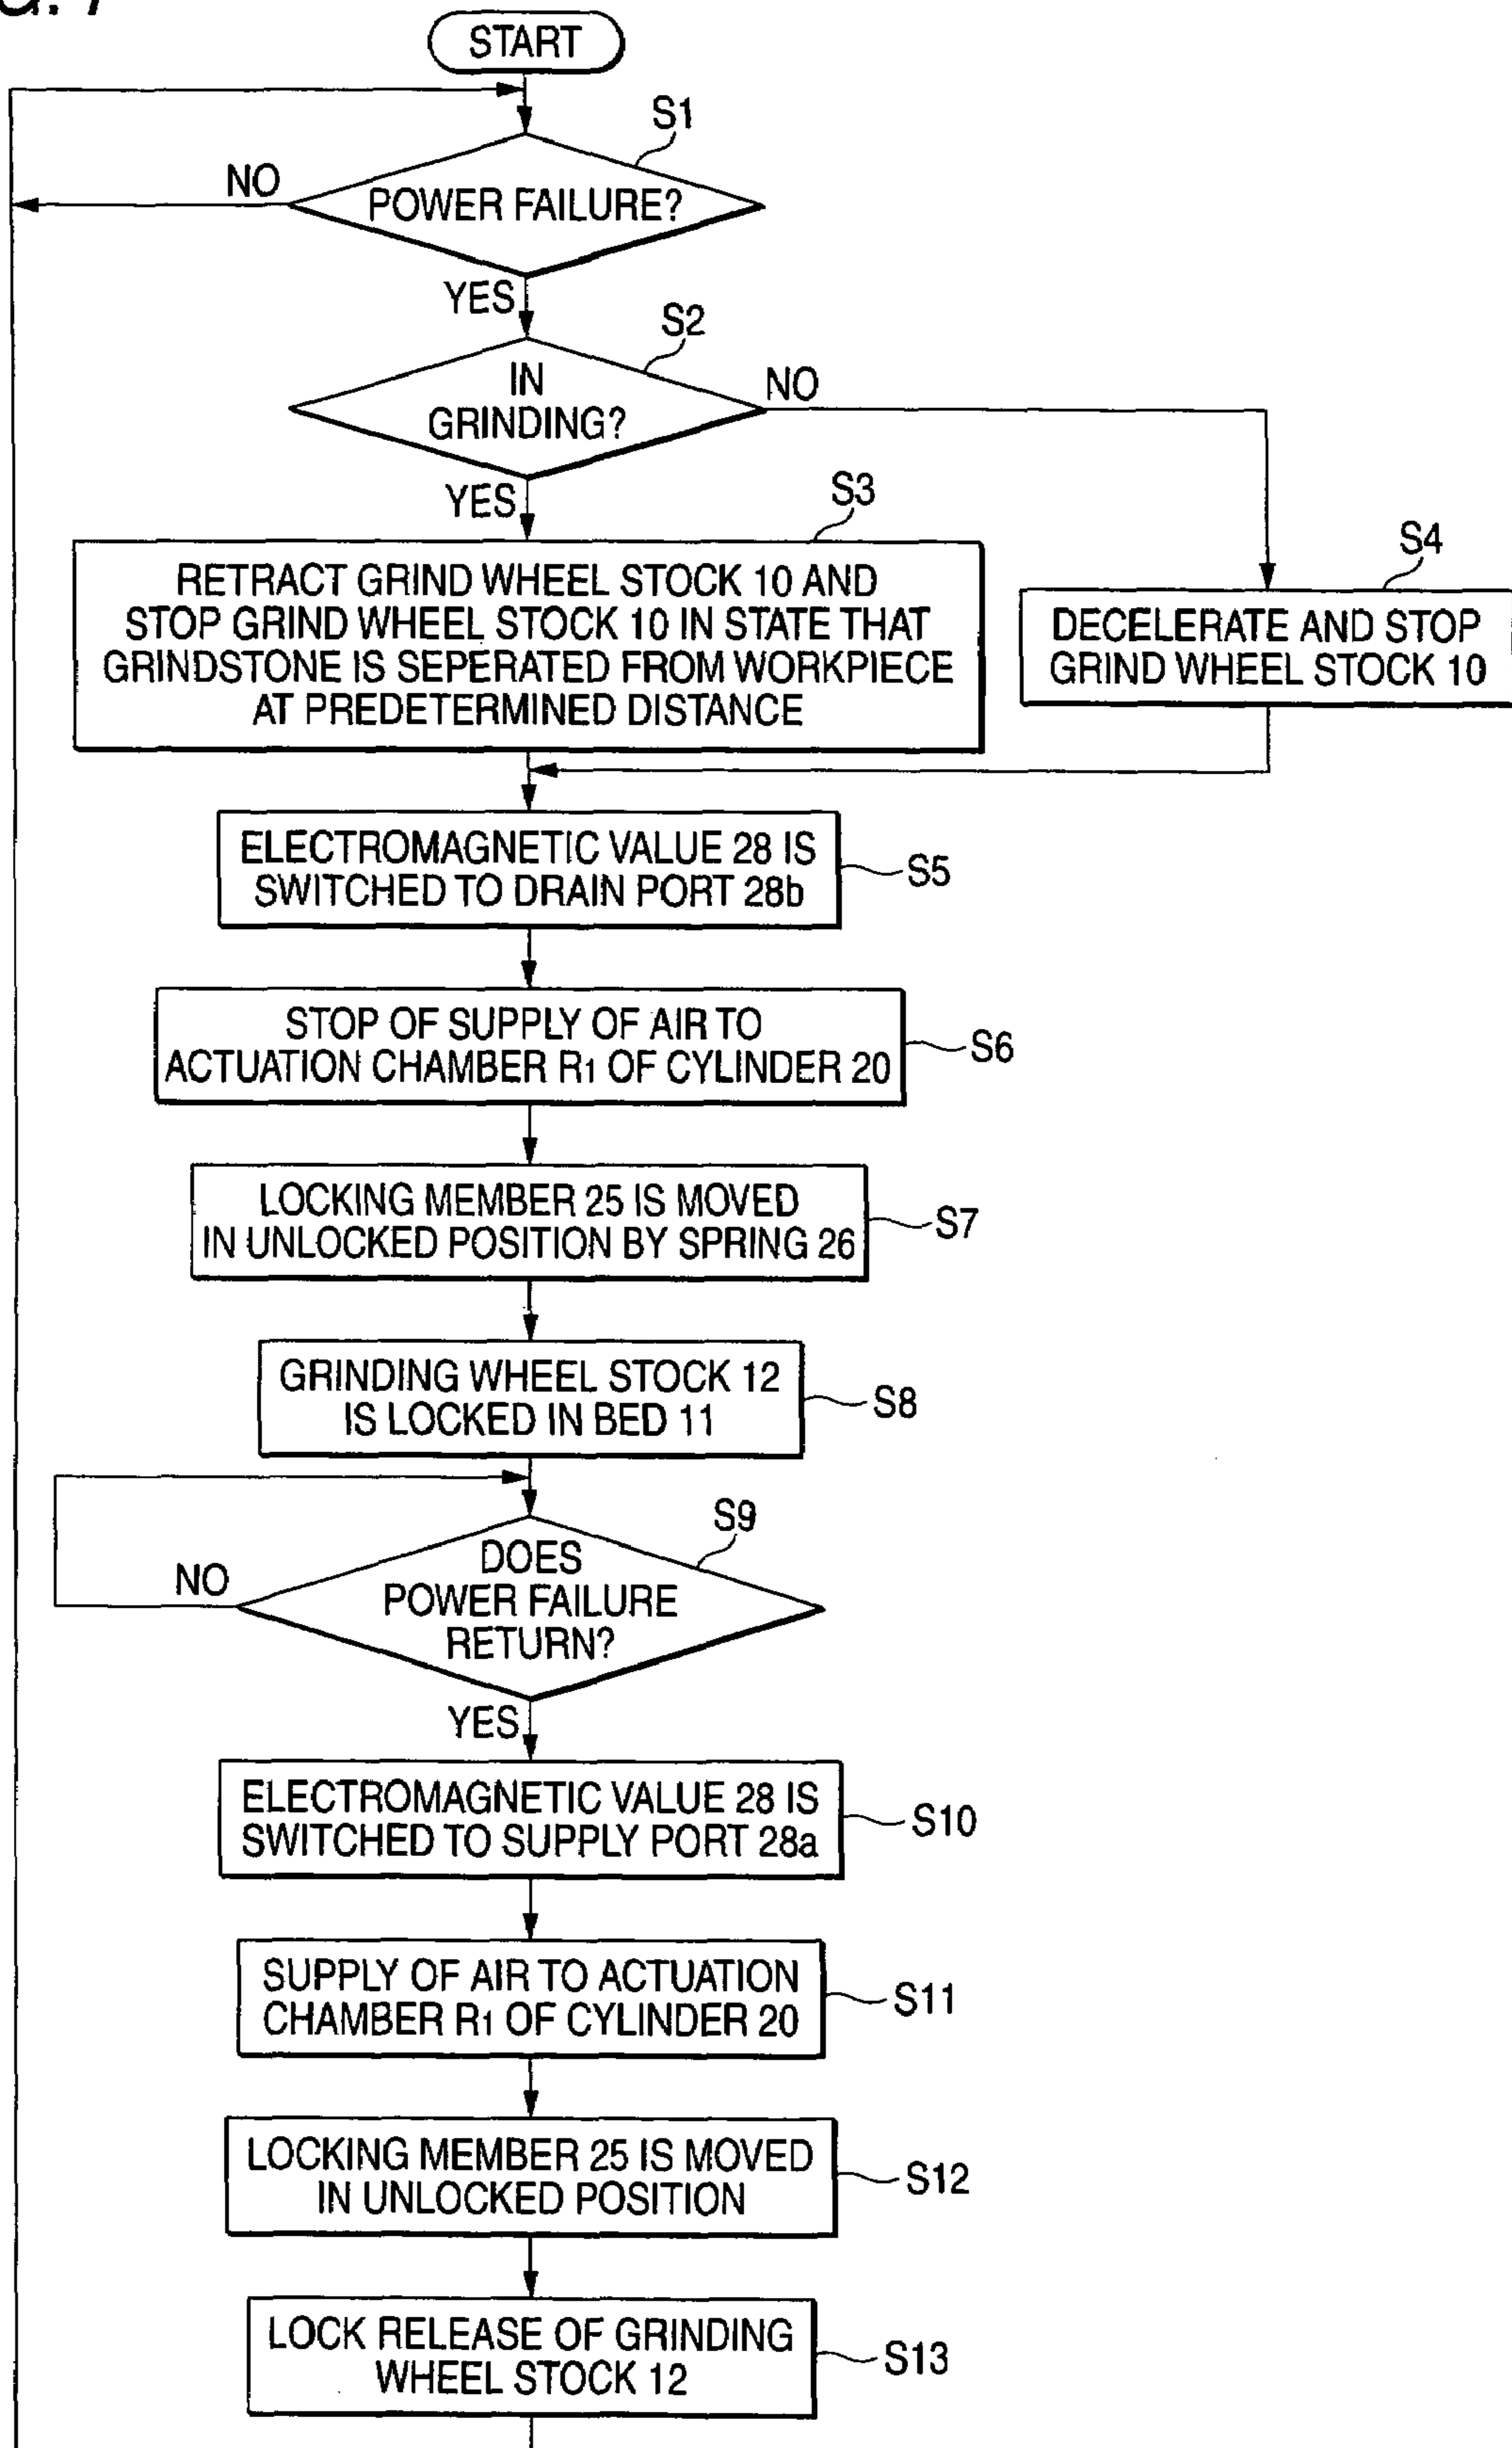 START
S1
NO
POWER FAILURE?
YES
S2
IN
GRINDING?
NO
YES
S3
RETRACT GRIND WHEEL STOCK 10 AND
STOP GRIND WHEEL STOCK 10 IN STATE THAT
GRINDSTONE IS SEPERATED FROM WORKPIECE
AT PREDETERMINED DISTANCE
S4
DECELERATE AND STOP
GRIND WHEEL STOCK 10
ELECTROMAGNETIC VALUE 28 IS
SWITCHED TO DRAIN PORT 28b
S5
STOP OF SUPPLY OF AIR TO
ACTUATION CHAMBER R1 OF CYLINDER 20
S6
LOCKING MEMBER 25 IS MOVED
IN UNLOCKED POSITION BY SPRING 26
S7
GRINDING WHEEL STOCK 12
IS LOCKED IN BED 11
S8
S9
NO
DOES
POWER FAILURE
RETURN?
YES
ELECTROMAGNETIC VALUE 28 IS
SWITCHED TO SUPPLY PORT 28a
S10
SUPPLY OF AIR TO ACTUATION
CHAMBER R1 OF CYLINDER 20
S11
LOCKING MEMBER 25 IS MOVED
IN UNLOCKED POSITION
S12
LOCK RELEASE OF GRINDING
WHEEL STOCK 12
S13